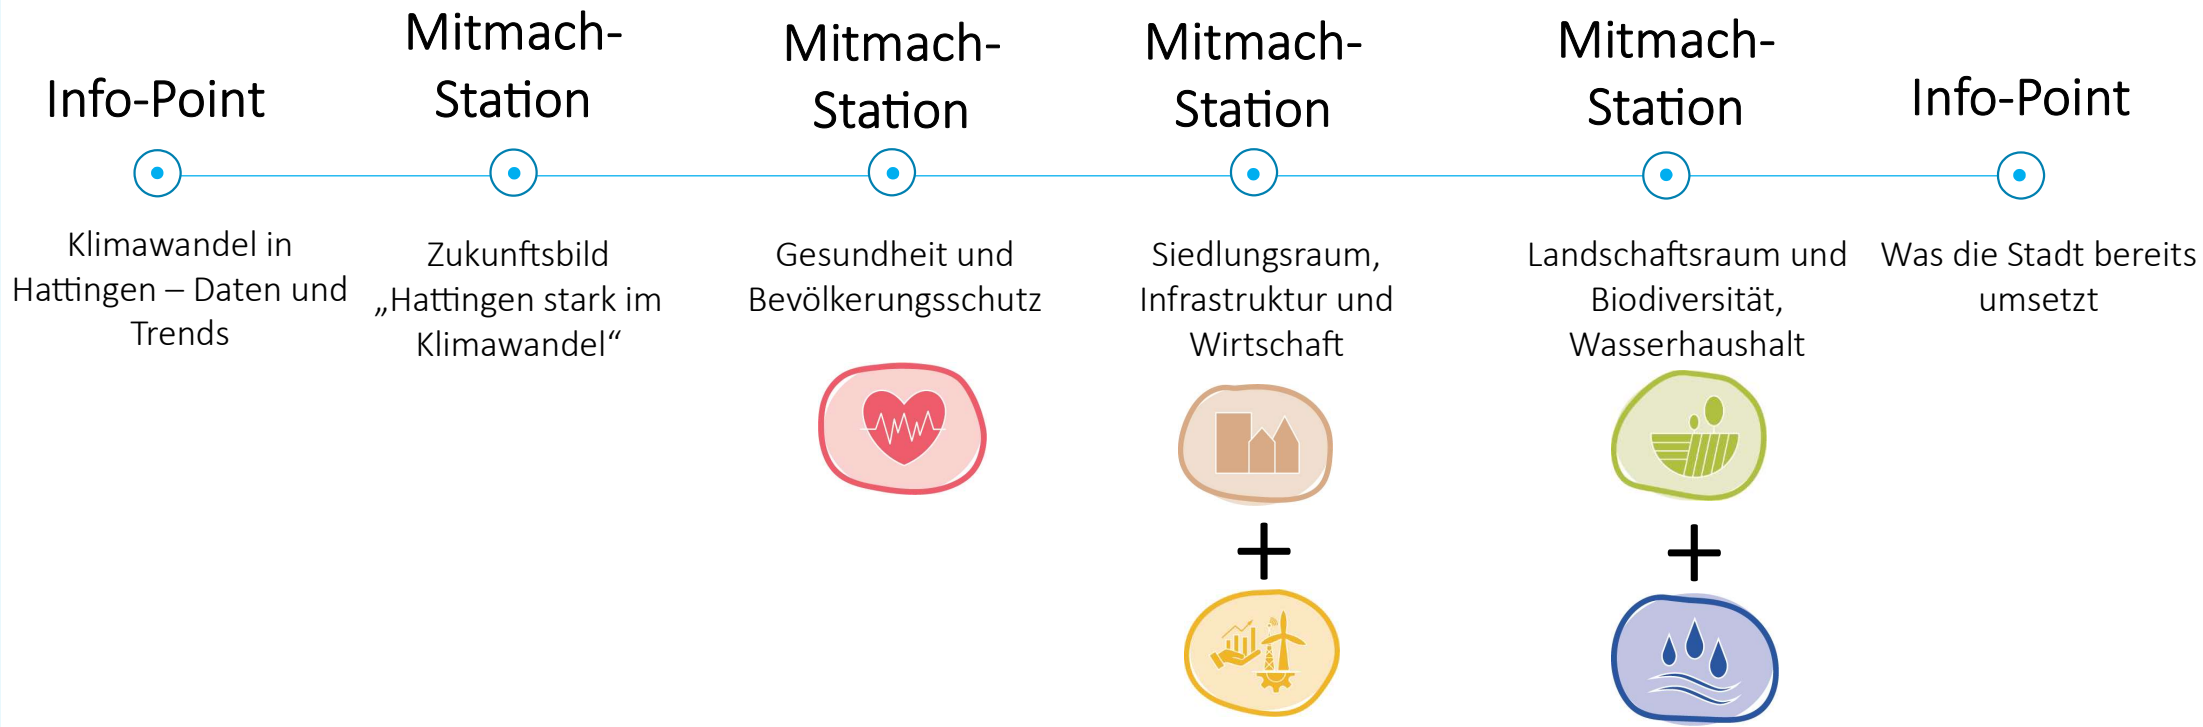 Info-Point
Mitmach-
Station
Mitmach-
Station
Mitmach-
Station
Mitmach-
Station
Info-Point
Klimawandel in
Hattingen – Daten und
Trends
Zukunftsbild
„Hattingen stark im
Klimawandel“
Gesundheit und
Bevölkerungsschutz
Siedlungsraum,
Infrastruktur und
Wirtschaft
Landschaftsraum und
Biodiversität,
Wasserhaushalt
Was die Stadt bereits
umsetzt
+
+